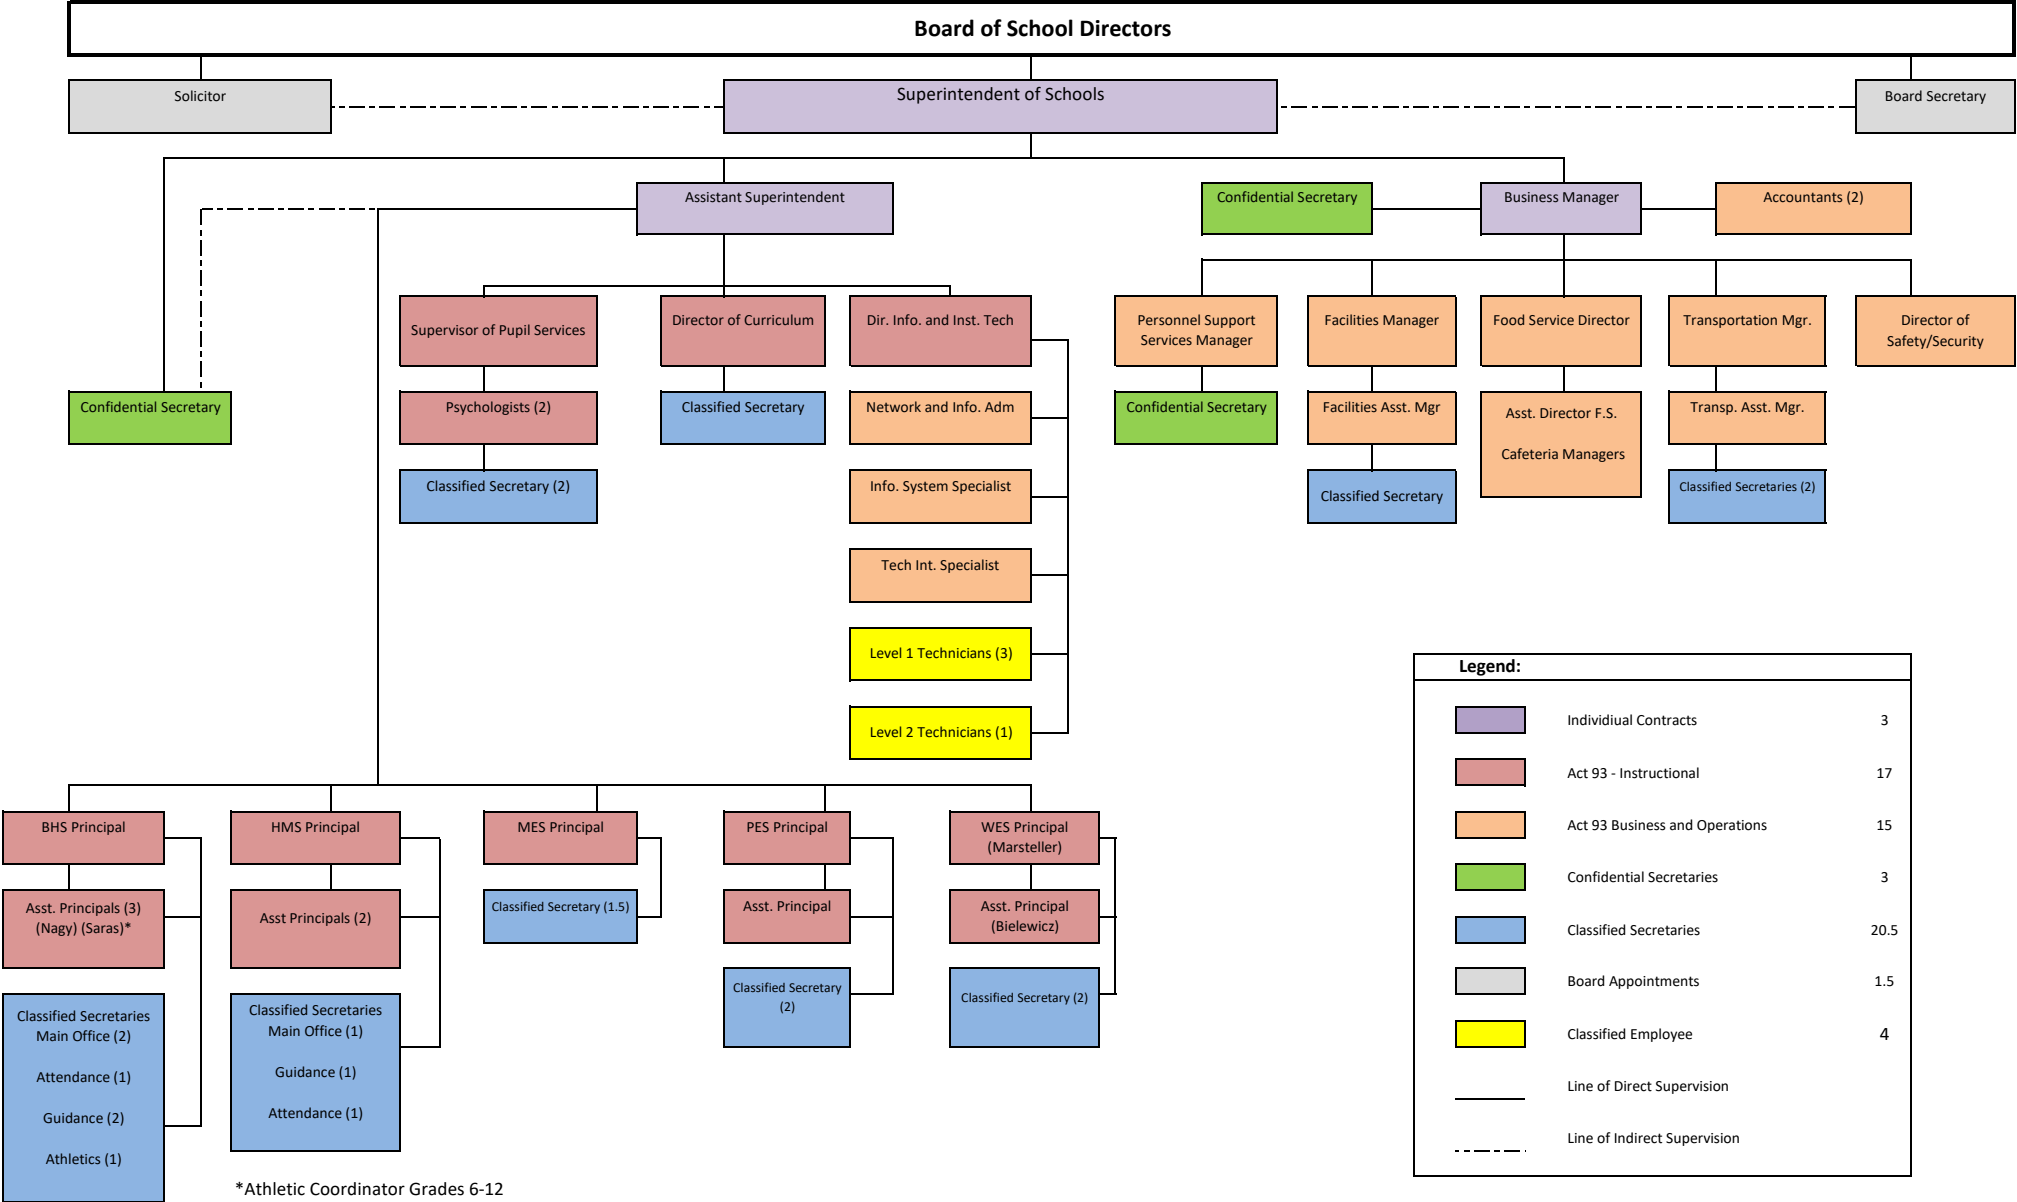 Board of School Directors
Solicitor
Superintendent of Schools
Board Secretary
Assistant Superintendent
Confidential Secretary
Business Manager
Accountants (2)
Supervisor of Pupil Services
Director of Curriculum
Dir. Info. and Inst. Tech
Personnel Support
Services Manager
Facilities Manager
Food Service Director
Transportation Mgr.
Director of
Safety/Security
Confidential Secretary
Psychologists (2)
Classified Secretary
Network and Info. Adm
Confidential Secretary
Facilities Asst. Mgr
Asst. Director F.S.
Cafeteria Managers
Transp. Asst. Mgr.
Classified Secretary (2)
Info. System Specialist
Classified Secretary
Classified Secretaries (2)
Tech Int. Specialist
Level 1 Technicians (3)
Level 2 Technicians (1)
Legend:
Individiual Contracts 3
Act 93 - Instructional 17
Act 93 Business and Operations 15
Confidential Secretaries 3
Classified Secretaries 20.5
Board Appointments 1.5
Classified Employee 4
Line of Direct Supervision
Line of Indirect Supervision
BHS Principal
HMS Principal
MES Principal
PES Principal
WES Principal
(Marsteller)
Asst. Principals (3)
(Nagy) (Saras)*
Asst Principals (2)
Classified Secretary (1.5)
Asst. Principal
Asst. Principal
(Bielewicz)
Classified Secretaries
Main Office (2)
Attendance (1)
Guidance (2)
Athletics (1)
Classified Secretaries
Main Office (1)
Guidance (1)
Attendance (1)
Classified Secretary
(2)
Classified Secretary (2)
*Athletic Coordinator Grades 6-12